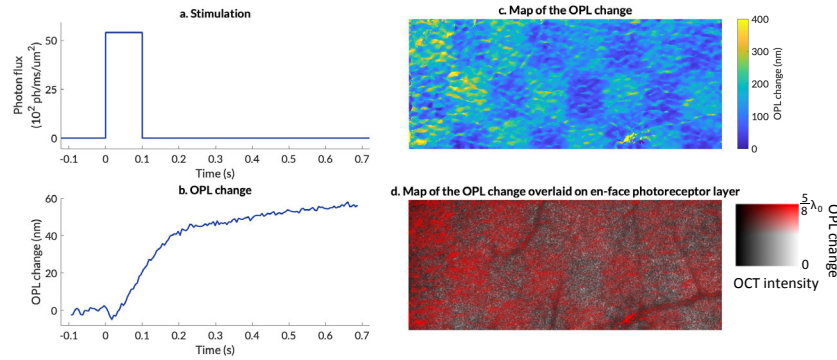 a. Stimulation
Photon flux
(10² ph/ms/um²)
50
25
0
-0.1 0 0.1 0.2 0.3 0.4 0.5 0.6 0.7
Time (s)
b. OPL change
OPL change (nm)
60
40
20
0
-0.1 0 0.1 0.2 0.3 0.4 0.5 0.6 0.7
Time (s)
c. Map of the OPL change
400
300
200
100
0
OPL change (nm)
d. Map of the OPL change overlaid on en-face photoreceptor layer
5
8 λ₀
0
OPL change
OCT intensity